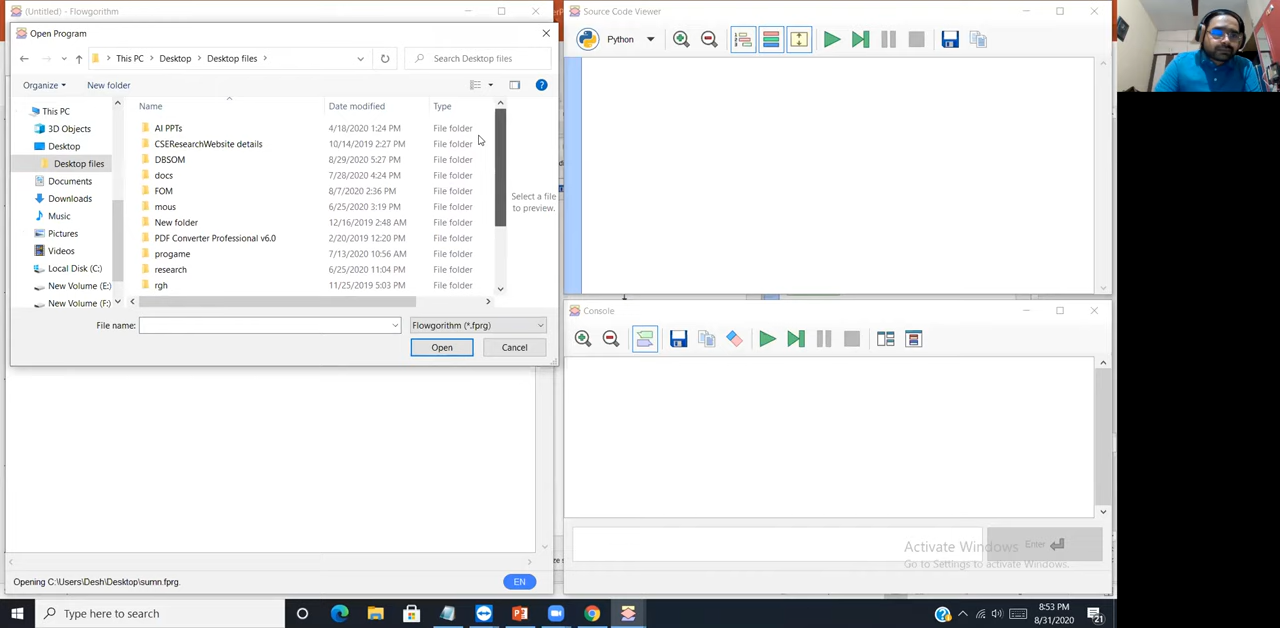 (Untitled) - Flowgorithm
Open Program
This PC > Desktop > Desktop files >
Search Desktop files
Organize
New folder
This PC
3D Objects
Desktop
Desktop files
Documents
Downloads
Music
Pictures
Videos
Local Disk (C:)
New Volume (E:)
New Volume (F:)
Name Date modified Type
AI PPTs 4/18/2020 1:24 PM File folder
CSEResearchWebsite details 10/14/2019 2:27 PM File folder
DBSOM 8/29/2020 5:27 PM File folder
docs 7/28/2020 4:24 PM File folder
FOM 8/7/2020 2:36 PM File folder
mous 6/25/2020 3:19 PM File folder
New folder 12/16/2019 2:48 AM File folder
PDF Converter Professional v6.0 2/20/2019 12:20 PM File folder
progame 7/13/2020 10:56 AM File folder
research 6/25/2020 11:04 PM File folder
rgh 11/25/2019 5:03 PM File folder
Select a file
to preview.
File name:
Flowgorithm (*.fprg)
Open
Cancel
Opening C:\Users\Desh\Desktop\sumn.fprg.
EN
Source Code Viewer
Python
Console
Enter
Activate Windows
Go to Settings to activate Windows.
Type here to search
8:53 PM
8/31/2020
21